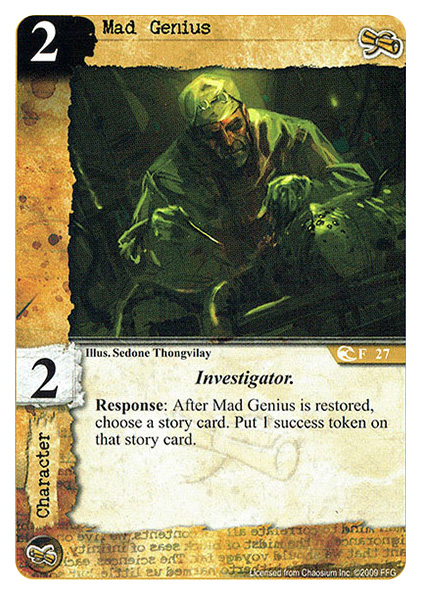 2
Mad Genius
Illus. Sedone Thongvilay
F 27
2
Investigator.
Response: After Mad Genius is restored,
choose a story card. Put 1 success token on
that story card.
Character
Licensed from Chaosium Inc. ©2009 FFG